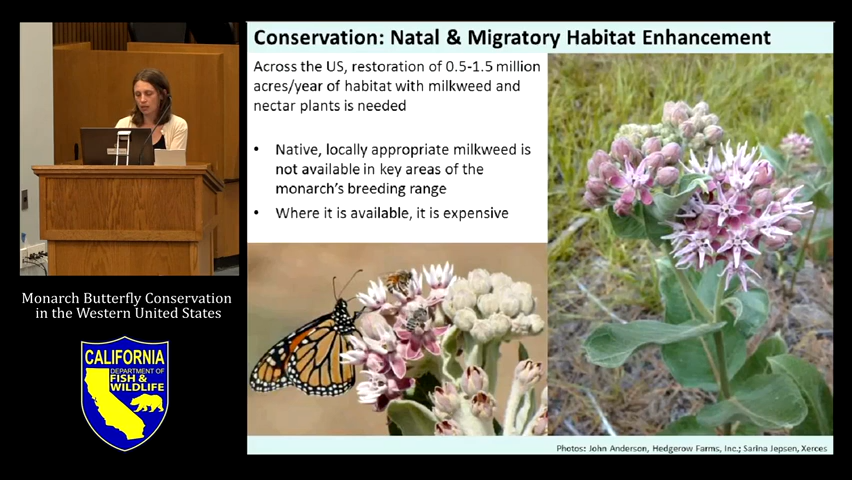 Conservation: Natal & Migratory Habitat Enhancement
Across the US, restoration of 0.5-1.5 million
acres/year of habitat with milkweed and
nectar plants is needed
• Native, locally appropriate milkweed is
not available in key areas of the
monarch's breeding range
• Where it is available, it is expensive
Monarch Butterfly Conservation
in the Western United States
CALIFORNIA
DEPARTMENT OF
FISH &
WILDLIFE
Photos: John Anderson, Hedgerow Farms, Inc.; Sarina Jepsen, Xerces